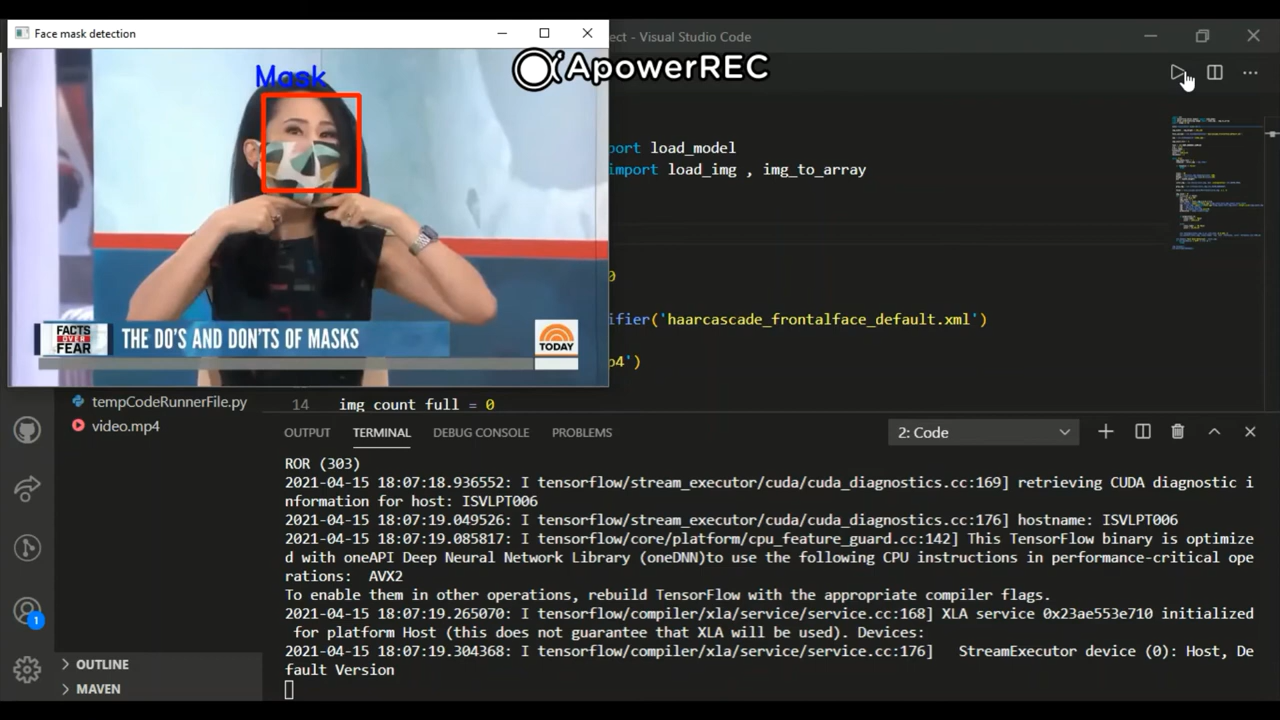 Face mask detection
ect - Visual Studio Code
ApowerREC
Mask
port load_model
import load_img , img_to_array
0
ifier('haarcascade_frontalface_default.xml')
p4')
FACTS
OVER
FEAR
THE DO'S AND DON'TS OF MASKS
TODAY
tempCodeRunnerFile.py
14 img_count_full = 0
video.mp4
OUTPUT TERMINAL DEBUG CONSOLE PROBLEMS 2: Code
ROR (303)
2021-04-15 18:07:18.936552: I tensorflow/stream_executor/cuda/cuda_diagnostics.cc:169] retrieving CUDA diagnostic i
nformation for host: ISVLPT006
2021-04-15 18:07:19.049526: I tensorflow/stream_executor/cuda/cuda_diagnostics.cc:176] hostname: ISVLPT006
2021-04-15 18:07:19.085817: I tensorflow/core/platform/cpu_feature_guard.cc:142] This TensorFlow binary is optimize
d with oneAPI Deep Neural Network Library (oneDNN)to use the following CPU instructions in performance-critical ope
rations:  AVX2
To enable them in other operations, rebuild TensorFlow with the appropriate compiler flags.
2021-04-15 18:07:19.265070: I tensorflow/compiler/xla/service/service.cc:168] XLA service 0x23ae553e710 initialized
for platform Host (this does not guarantee that XLA will be used). Devices:
2021-04-15 18:07:19.304368: I tensorflow/compiler/xla/service/service.cc:176]   StreamExecutor device (0): Host, De
fault Version
1
OUTLINE
MAVEN